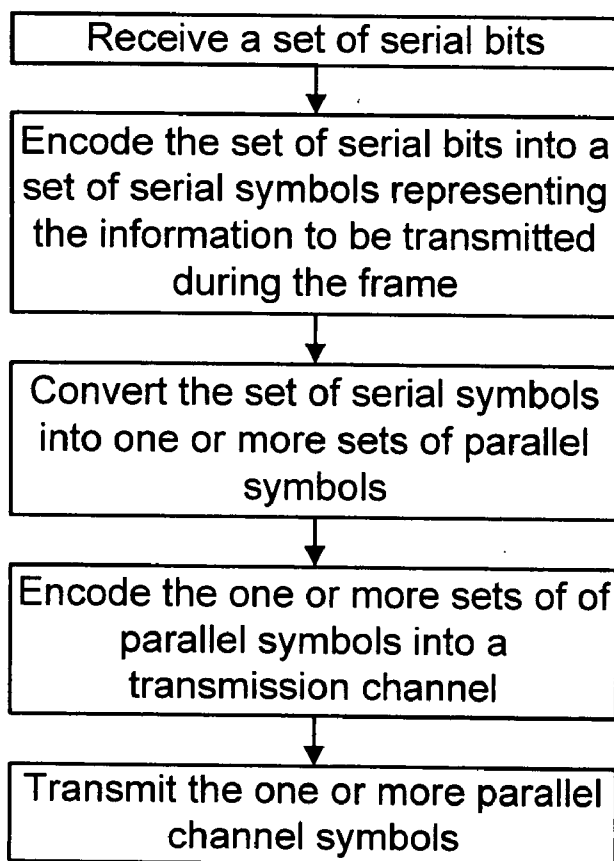 Receive a set of serial bits
Encode the set of serial bits into a
set of serial symbols representing
the information to be transmitted
during the frame
Convert the set of serial symbols
into one or more sets of parallel
symbols
Encode the one or more sets of of
parallel symbols into a
transmission channel
Transmit the one or more parallel
channel symbols